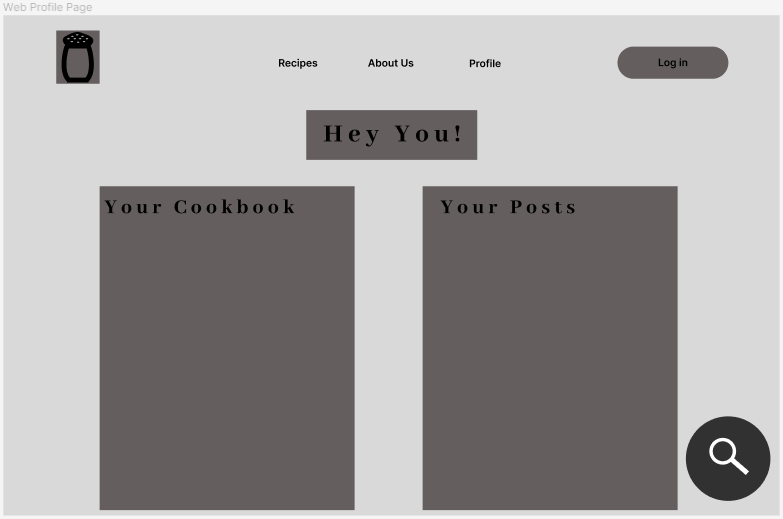 Web Profile Page
Recipes
About Us
Profile
Log in
Hey You!
Your Cookbook
Your Posts